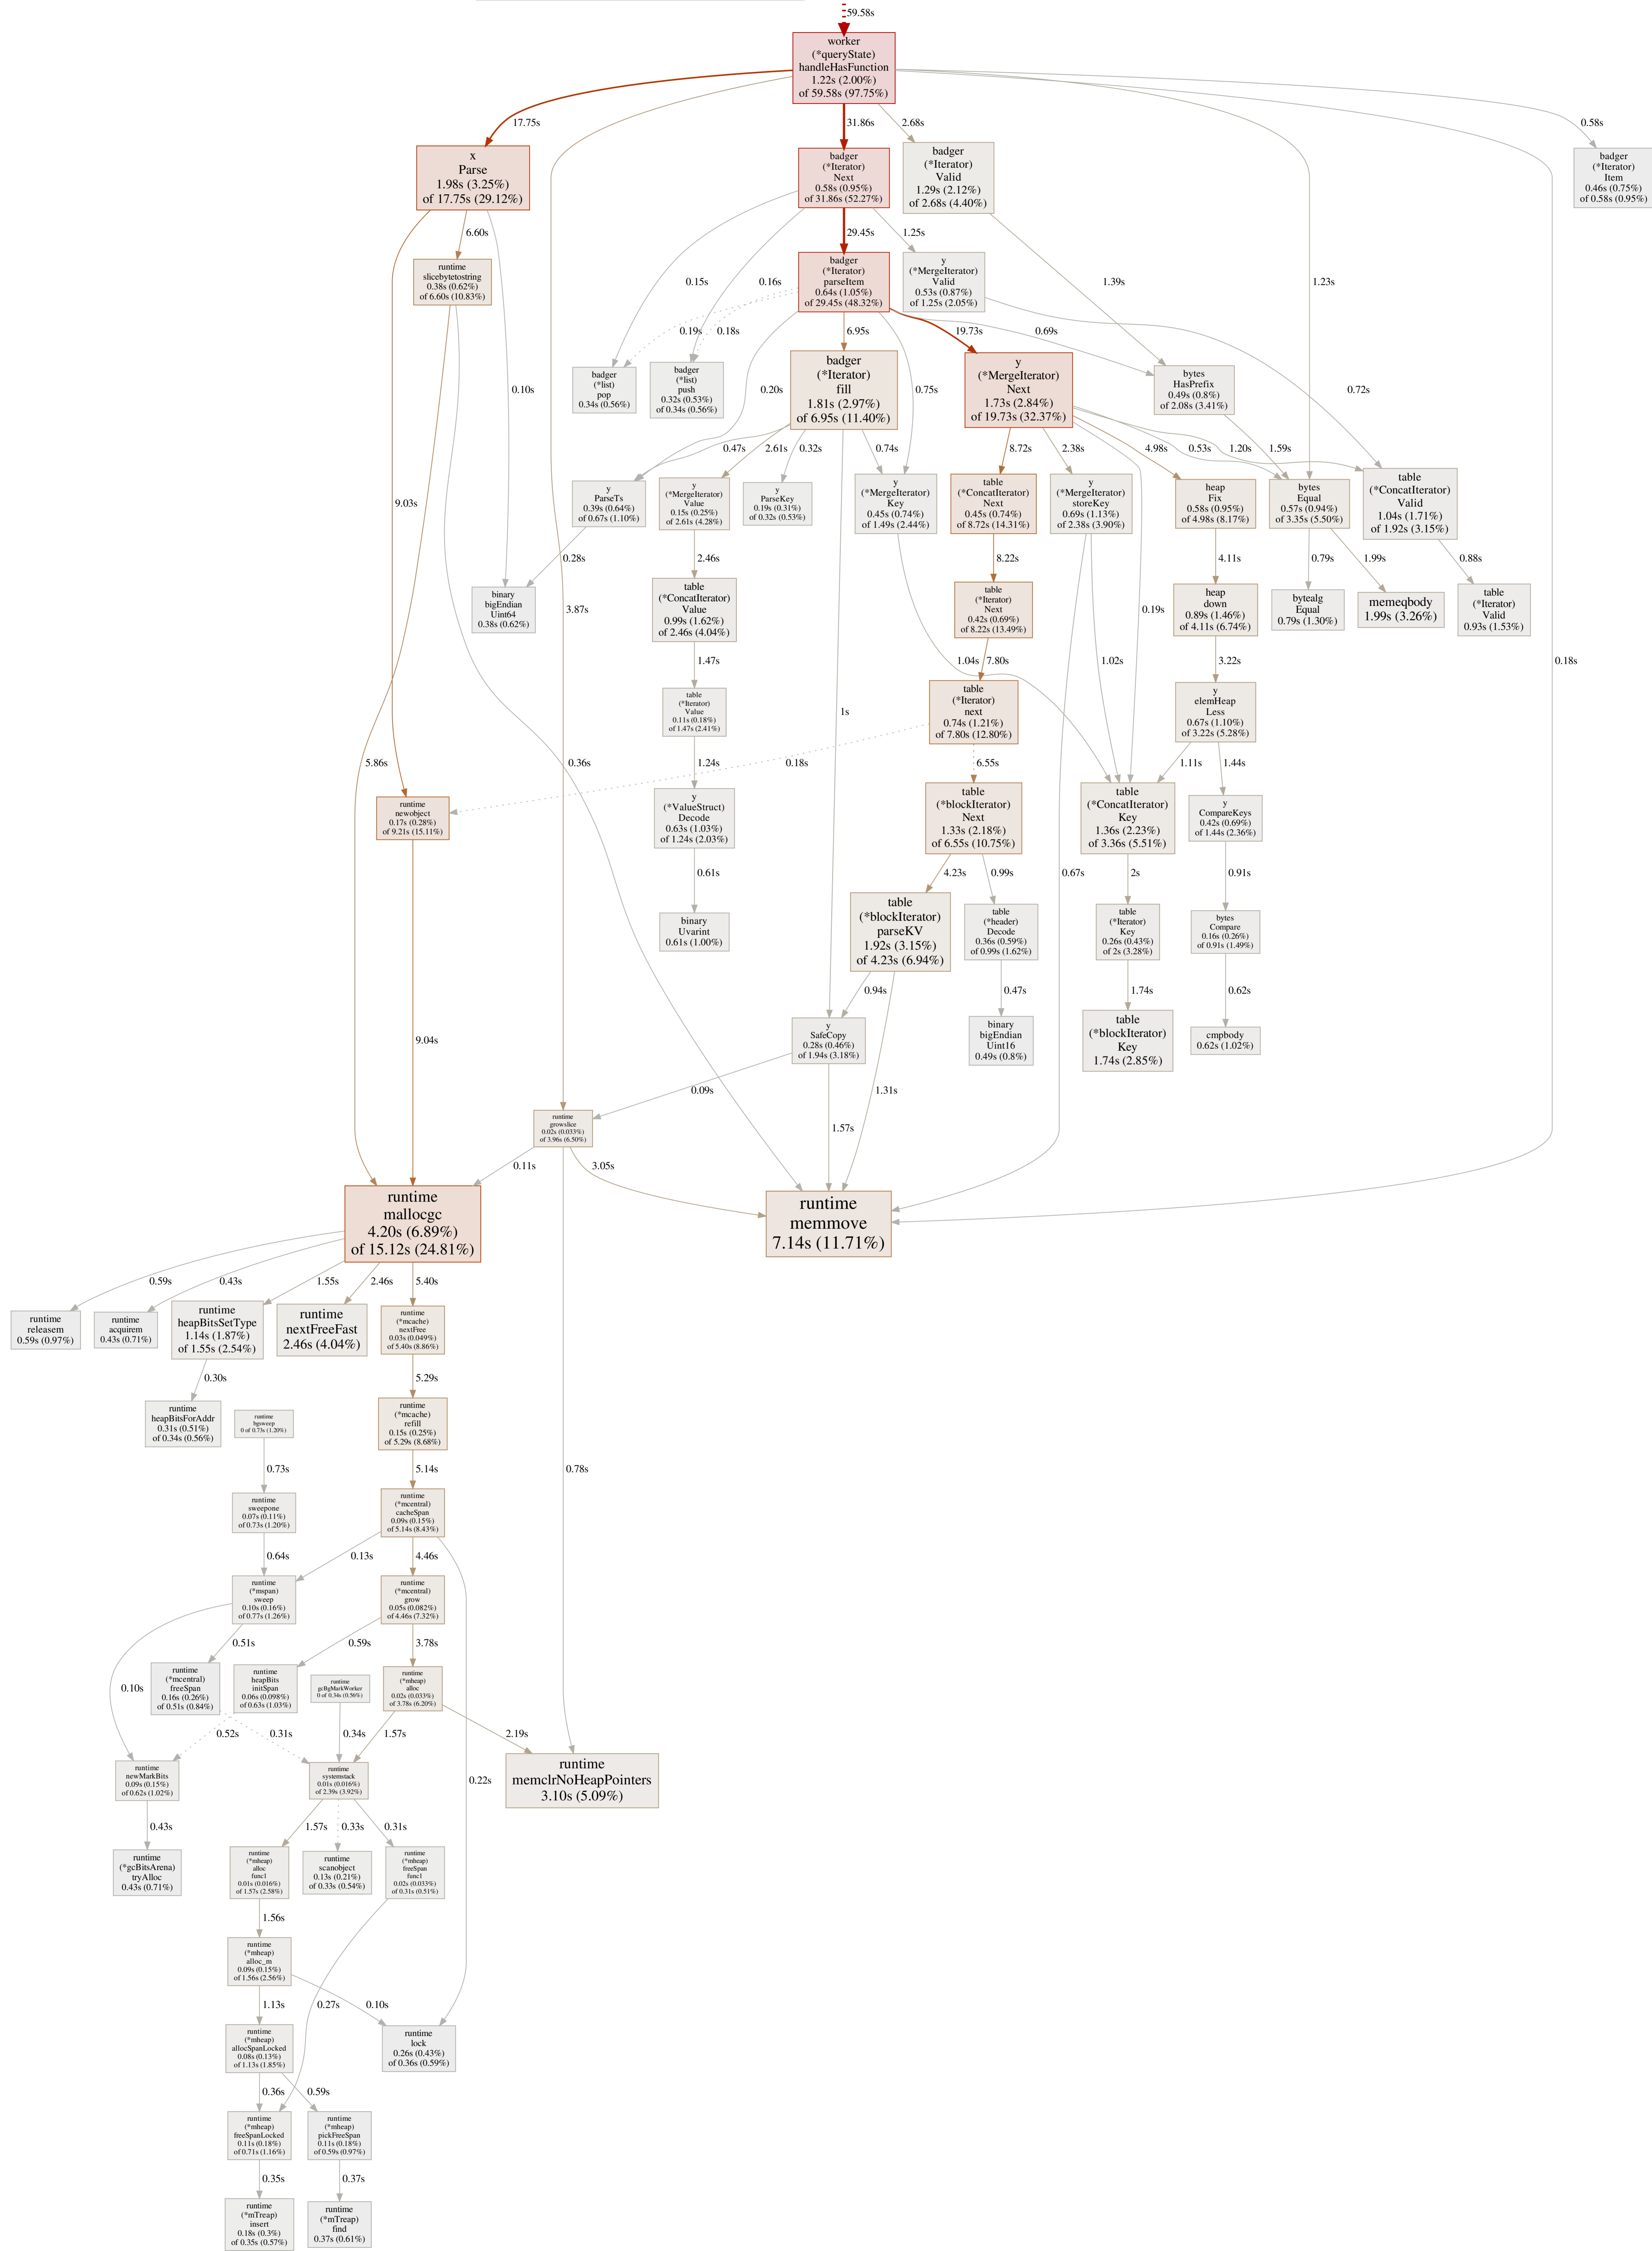 59.58s
worker
(*queryState)
handleHasFunction
1.22s (2.00%)
of 59.58s (97.75%)
17.75s
31.86s
2.68s
0.58s
x
Parse
1.98s (3.25%)
of 17.75s (29.12%)
badger
(*Iterator)
Next
0.58s (0.95%)
of 31.86s (52.27%)
badger
(*Iterator)
Valid
1.29s (2.12%)
of 2.68s (4.40%)
badger
(*Iterator)
Item
0.46s (0.75%)
of 0.58s (0.95%)
6.60s
29.45s
1.25s
runtime
slicebytetostring
0.38s (0.62%)
of 6.60s (10.83%)
0.15s
0.16s
badger
(*Iterator)
parseItem
0.64s (1.05%)
of 29.45s (48.32%)
y
(*MergeIterator)
Valid
0.53s (0.87%)
of 1.25s (2.05%)
1.39s
1.23s
0.19s
0.18s
6.95s
19.73s
0.69s
0.10s
badger
(*list)
pop
0.34s (0.56%)
badger
(*list)
push
0.32s (0.53%)
of 0.34s (0.56%)
0.20s
badger
(*Iterator)
fill
1.81s (2.97%)
of 6.95s (11.40%)
0.75s
y
(*MergeIterator)
Next
1.73s (2.84%)
of 19.73s (32.37%)
bytes
HasPrefix
0.49s (0.8%)
of 2.08s (3.41%)
0.72s
0.47s
2.61s
0.32s
0.74s
8.72s
2.38s
4.98s
0.53s
1.20s
1.59s
9.03s
y
ParseTs
0.39s (0.64%)
of 0.67s (1.10%)
y
(*MergeIterator)
Value
0.15s (0.25%)
of 2.61s (4.28%)
y
ParseKey
0.19s (0.31%)
of 0.32s (0.53%)
y
(*MergeIterator)
Key
0.45s (0.74%)
of 1.49s (2.44%)
table
(*ConcatIterator)
Next
0.45s (0.74%)
of 8.72s (14.31%)
y
(*MergeIterator)
storeKey
0.69s (1.13%)
of 2.38s (3.90%)
heap
Fix
0.58s (0.95%)
of 4.98s (8.17%)
bytes
Equal
0.57s (0.94%)
of 3.35s (5.50%)
table
(*ConcatIterator)
Valid
1.04s (1.71%)
of 1.92s (3.15%)
0.28s
2.46s
8.22s
4.11s
0.79s
1.99s
0.88s
binary
bigEndian
Uint64
0.38s (0.62%)
3.87s
table
(*ConcatIterator)
Value
0.99s (1.62%)
of 2.46s (4.04%)
table
(*Iterator)
Next
0.42s (0.69%)
of 8.22s (13.49%)
0.19s
heap
down
0.89s (1.46%)
of 4.11s (6.74%)
bytealg
Equal
0.79s (1.30%)
memeqbody
1.99s (3.26%)
table
(*Iterator)
Valid
0.93s (1.53%)
1.47s
1.04s
7.80s
1.02s
3.22s
0.18s
table
(*Iterator)
Value
0.11s (0.18%)
of 1.47s (2.41%)
1s
table
(*Iterator)
next
0.74s (1.21%)
of 7.80s (12.80%)
y
elemHeap
Less
0.67s (1.10%)
of 3.22s (5.28%)
5.86s
0.36s
1.24s
0.18s
6.55s
1.11s
1.44s
runtime
newobject
0.17s (0.28%)
of 9.21s (15.11%)
y
(*ValueStruct)
Decode
0.63s (1.03%)
of 1.24s (2.03%)
table
(*blockIterator)
Next
1.33s (2.18%)
of 6.55s (10.75%)
table
(*ConcatIterator)
Key
1.36s (2.23%)
of 3.36s (5.51%)
y
CompareKeys
0.42s (0.69%)
of 1.44s (2.36%)
0.61s
4.23s
0.99s
0.67s
2s
0.91s
binary
Uvarint
0.61s (1.00%)
table
(*blockIterator)
parseKV
1.92s (3.15%)
of 4.23s (6.94%)
table
(*header)
Decode
0.36s (0.59%)
of 0.99s (1.62%)
table
(*Iterator)
Key
0.26s (0.43%)
of 2s (3.28%)
bytes
Compare
0.16s (0.26%)
of 0.91s (1.49%)
0.94s
0.47s
1.74s
0.62s
9.04s
y
SafeCopy
0.28s (0.46%)
of 1.94s (3.18%)
binary
bigEndian
Uint16
0.49s (0.8%)
table
(*blockIterator)
Key
1.74s (2.85%)
cmpbody
0.62s (1.02%)
0.09s
1.31s
runtime
growslice
0.02s (0.033%)
of 3.96s (6.50%)
1.57s
0.11s
3.05s
runtime
mallocgc
4.20s (6.89%)
of 15.12s (24.81%)
runtime
memmove
7.14s (11.71%)
0.59s
0.43s
1.55s
2.46s
5.40s
runtime
releasem
0.59s (0.97%)
runtime
acquirem
0.43s (0.71%)
runtime
heapBitsSetType
1.14s (1.87%)
of 1.55s (2.54%)
runtime
nextFreeFast
2.46s (4.04%)
runtime
(*mcache)
nextFree
0.03s (0.049%)
of 5.40s (8.86%)
0.30s
5.29s
runtime
heapBitsForAddr
0.31s (0.51%)
of 0.34s (0.56%)
runtime
bgsweep
0 of 0.73s (1.20%)
runtime
(*mcache)
refill
0.15s (0.25%)
of 5.29s (8.68%)
0.73s
5.14s
0.78s
runtime
sweepone
0.07s (0.11%)
of 0.73s (1.20%)
runtime
(*mcentral)
cacheSpan
0.09s (0.15%)
of 5.14s (8.43%)
0.64s
0.13s
4.46s
runtime
(*mspan)
sweep
0.10s (0.16%)
of 0.77s (1.26%)
runtime
(*mcentral)
grow
0.05s (0.082%)
of 4.46s (7.32%)
0.51s
0.59s
3.78s
0.10s
runtime
(*mcentral)
freeSpan
0.16s (0.26%)
of 0.51s (0.84%)
runtime
heapBits
initSpan
0.06s (0.098%)
of 0.63s (1.03%)
runtime
gcBgMarkWorker
0 of 0.34s (0.56%)
runtime
(*mheap)
alloc
0.02s (0.033%)
of 3.78s (6.20%)
0.52s
0.31s
0.34s
1.57s
2.19s
runtime
newMarkBits
0.09s (0.15%)
of 0.62s (1.02%)
runtime
systemstack
0.01s (0.016%)
of 2.39s (3.92%)
runtime
memclrNoHeapPointers
3.10s (5.09%)
0.22s
0.43s
1.57s
0.33s
0.31s
runtime
(*gcBitsArena)
tryAlloc
0.43s (0.71%)
runtime
(*mheap)
alloc
func1
0.01s (0.016%)
of 1.57s (2.58%)
runtime
scanobject
0.13s (0.21%)
of 0.33s (0.54%)
runtime
(*mheap)
freeSpan
func1
0.02s (0.033%)
of 0.31s (0.51%)
1.56s
runtime
(*mheap)
alloc_m
0.09s (0.15%)
of 1.56s (2.56%)
1.13s
0.27s
0.10s
runtime
(*mheap)
allocSpanLocked
0.08s (0.13%)
of 1.13s (1.85%)
runtime
lock
0.26s (0.43%)
of 0.36s (0.59%)
0.36s
0.59s
runtime
(*mheap)
freeSpanLocked
0.11s (0.18%)
of 0.71s (1.16%)
runtime
(*mheap)
pickFreeSpan
0.11s (0.18%)
of 0.59s (0.97%)
0.35s
0.37s
runtime
(*mTreap)
insert
0.18s (0.3%)
of 0.35s (0.57%)
runtime
(*mTreap)
find
0.37s (0.61%)